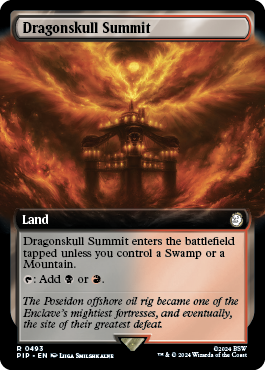 Dragonskull Summit
Land
Dragonskull Summit enters the battlefield
tapped unless you control a Swamp or a
Mountain.
: Add or .
The Poseidon offshore oil rig became one of the
Enclave's mightiest fortresses, and eventually,
the site of their greatest defeat.
R 0493
PIP • EN LIIGA SMILSHKALNE
©2024 BSW
™ & © 2024 Wizards of the Coast